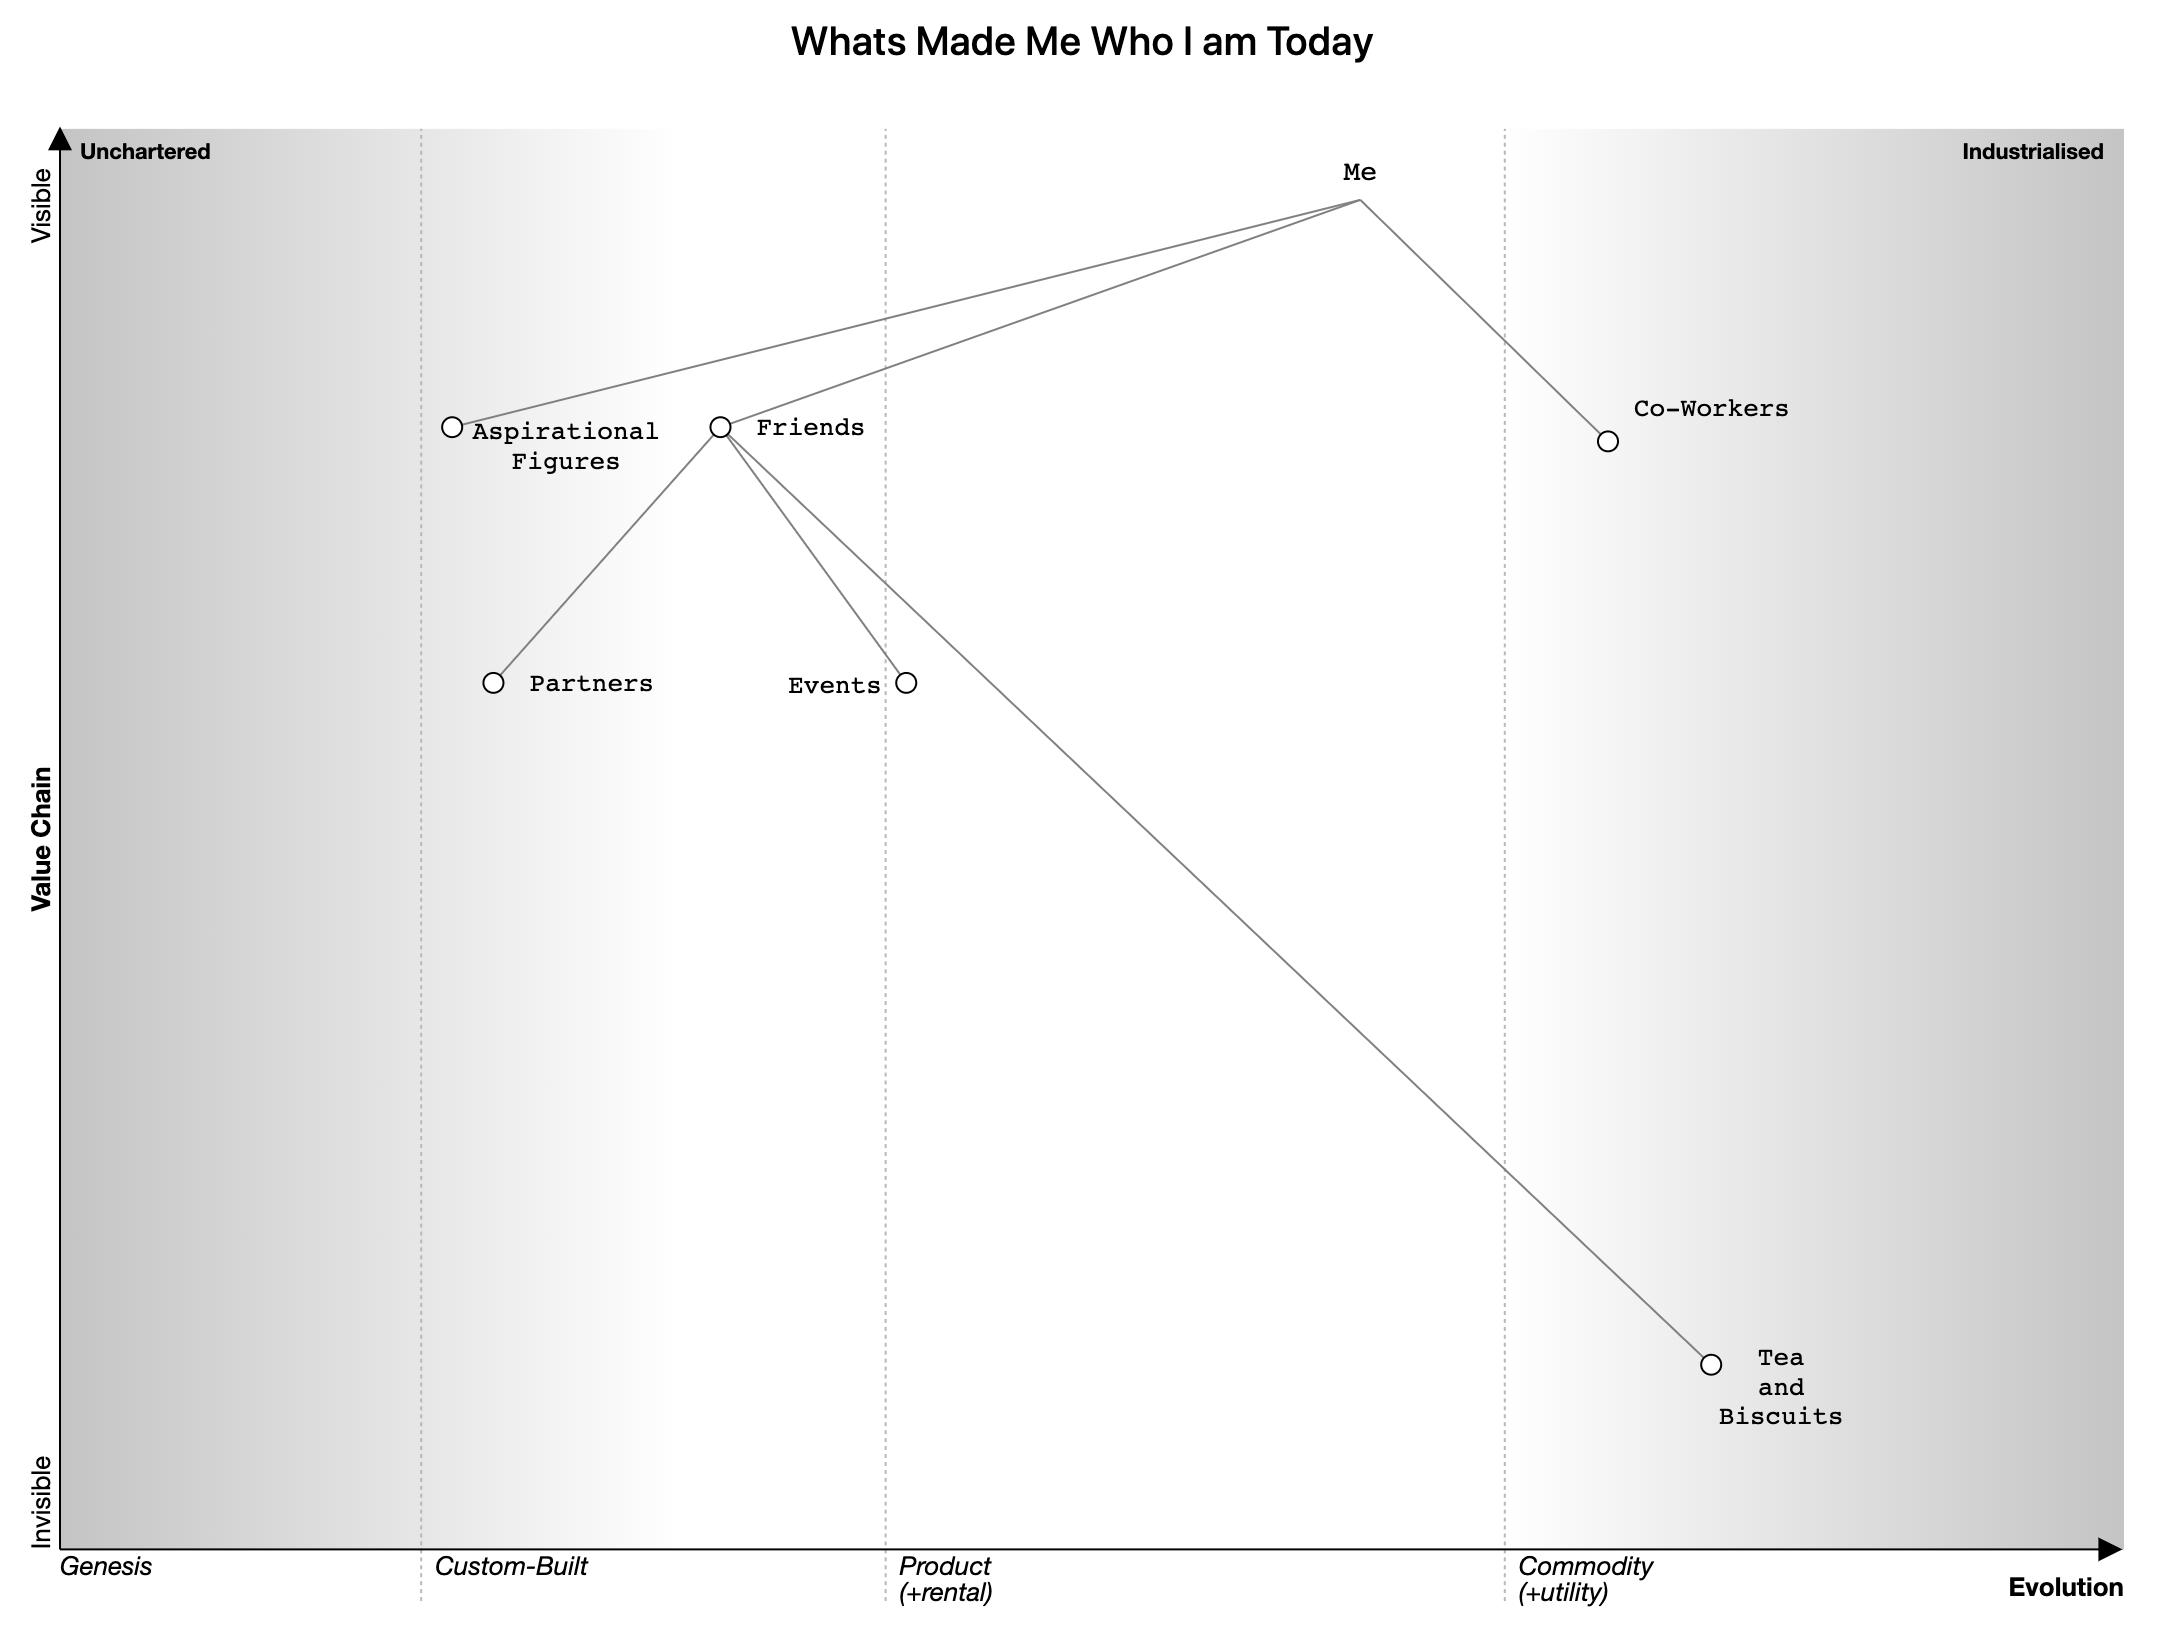 Whats Made Me Who I am Today
Unchartered
Industrialised
Visible
Value Chain
Invisible
Me
Co-Workers
Aspirational
Figures
Friends
Partners
Events
Tea
and
Biscuits
Genesis
Custom-Built
Product
(+rental)
Commodity
(+utility)
Evolution